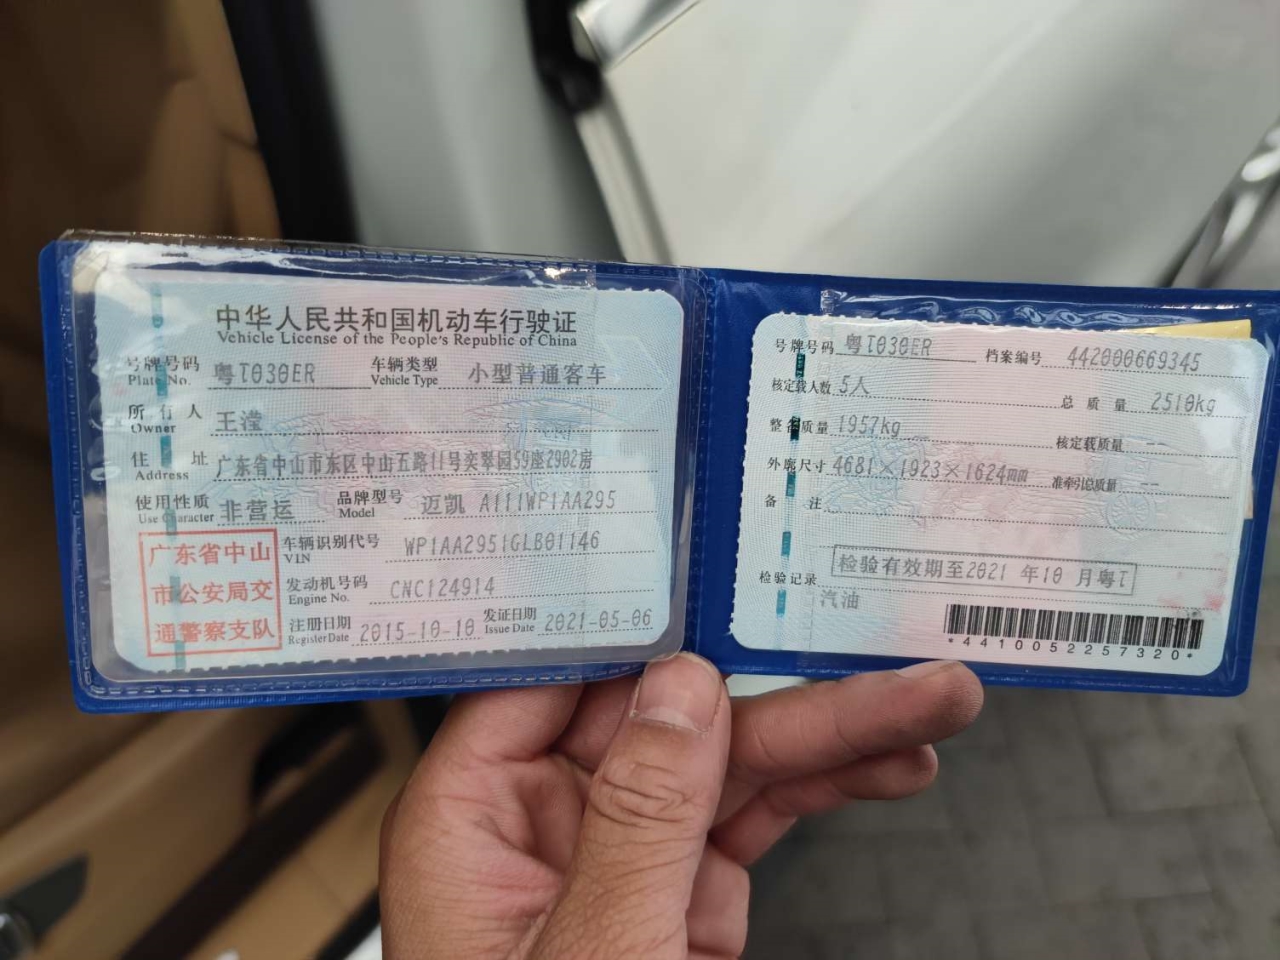 中华人民共和国机动车行驶证
Vehicle License of the People's Republic of China
号牌号码 粤T030ER 车辆类型 小型普通客车
Plate No. Vehicle Type
所有人 王滢
Owner
住址 广东省中山市东区中山五路11号奕翠园59座2902房
Address
使用性质 非营运 品牌型号 迈凯 A111WP1AA295
Use Character Model
广东省中山
市公安局交
通警察支队
车辆识别代号 WP1AA2951GLB01146
VIN
发动机号码 CNC124914
Engine No.
注册日期 2015-10-10 发证日期 2021-05-06
Register Date Issue Date
号牌号码 粤T030ER 档案编号 442000669345
核定载人数 5人 总质量 2510kg
整备质量 1957kg 核定载质量 --
外廓尺寸 4681×1923×1624mm 准牵引总质量 --
备注
检验记录 检验有效期至2021 年10 月粤T
汽油
*4410052257320*